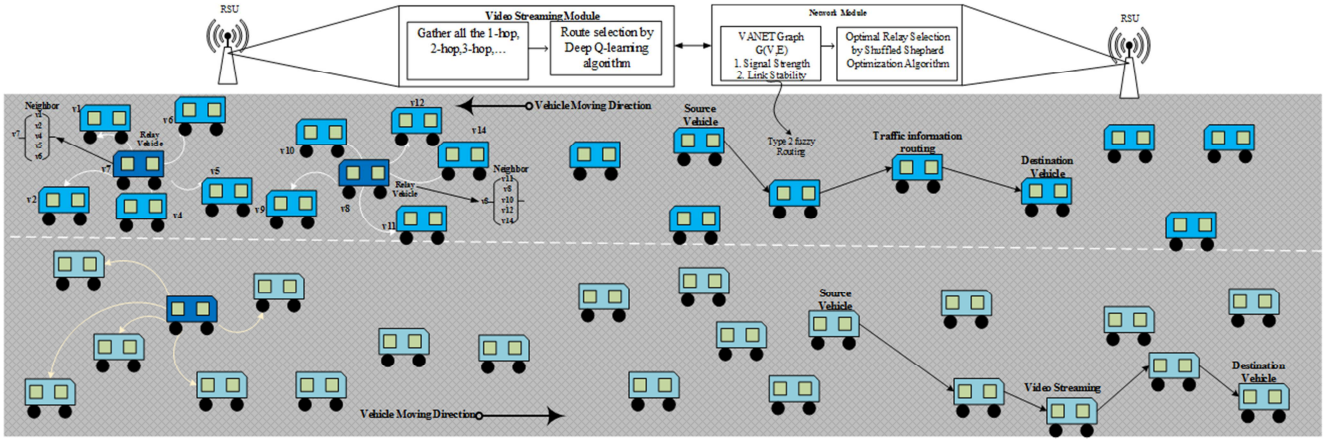 RSU
Video Streaming Module
Gather all the 1-hop,
2-hop,3-hop,...
Route selection by
Deep Q-learning
algorithm
Network Module
VANET Graph
G(V,E)
1. Signal Strength
2. Link Stability
Optimal Relay Selection
by Shuffled Shepherd
Optimization Algorithm
RSU
Neighbor
v7
v1
v2
v4
v5
v6
v1
v6
Relay
Vehicle
v7
v2
v4
v5
v12
Vehicle Moving Direction
v10
v14
Relay
Vehicle
v9
v8
v11
Neighbor
v8
v11
v8
v10
v12
v14
Source
Vehicle
Type 2 fuzzy
Routing
Traffic information
routing
Destination
Vehicle
Source
Vehicle
Video Streaming
Destination
Vehicle
Vehicle Moving Direction